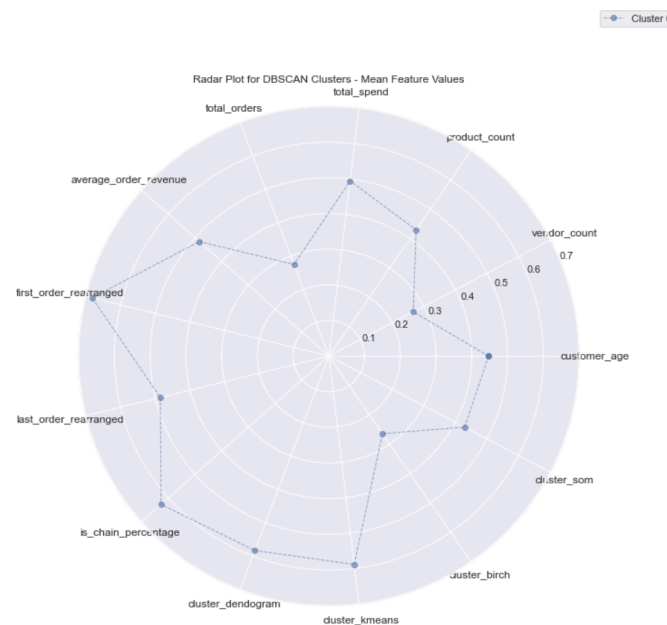 Cluster
Radar Plot for DBSCAN Clusters - Mean Feature Values
total_spend
total_orders
product_count
average_order_revenue
vendor_count
0.7
0.6
0.5
first_order_rearranged
0.4
0.3
0.2
0.1
customer_age
last_order_rearranged
cluster_som
is_chain_percentage
cluster_birch
cluster_dendogram
cluster_kmeans